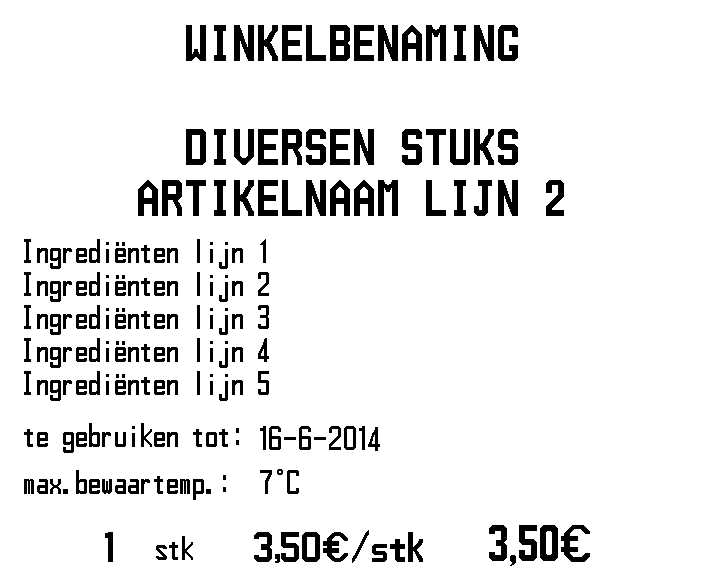 WINKELBENAMING
DIVERSEN STUKS
ARTIKELNAAM LIJN 2
Ingrediënten lijn 1
Ingrediënten lijn 2
Ingrediënten lijn 3
Ingrediënten lijn 4
Ingrediënten lijn 5
te gebruiken tot: 16-6-2014
max.bewaartemp.: 7°C
1 stk 3,50€/stk 3,50€